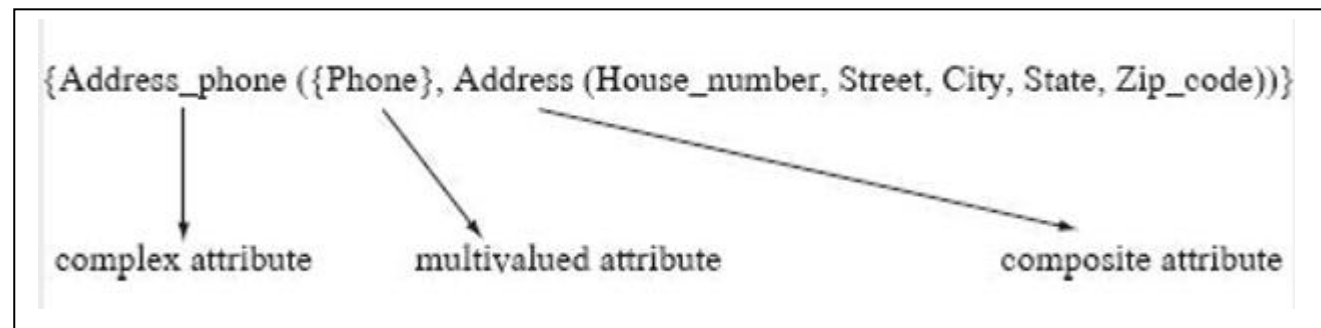 {Address_phone ({Phone}, Address (House_number, Street, City, State, Zip_code))}
complex attribute multivalued attribute composite attribute